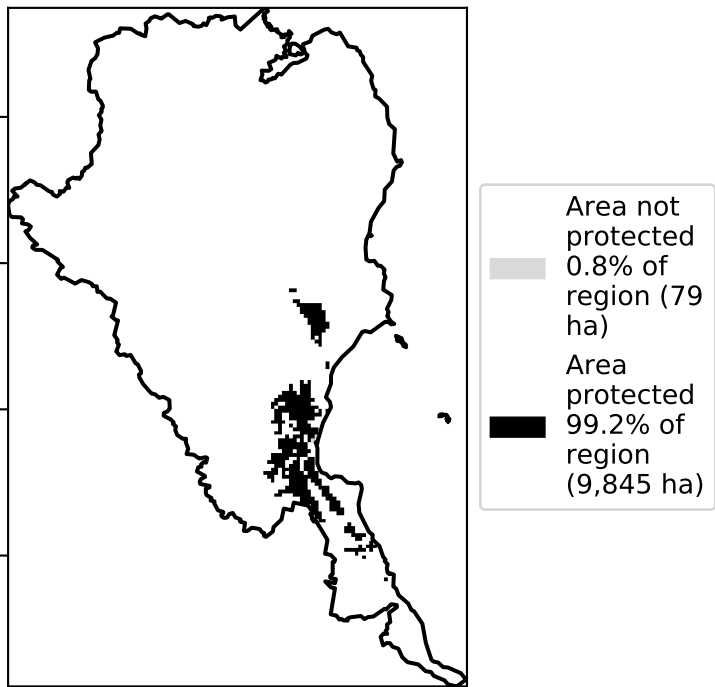 Area not
protected
0.8% of
region (79
ha)
Area
protected
99.2% of
region
(9,845 ha)